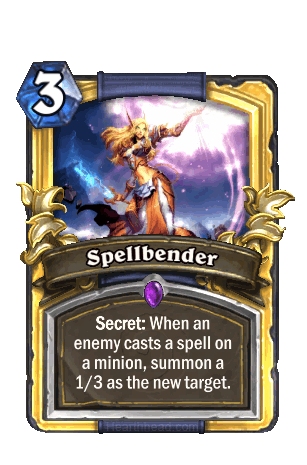 3
Spellbender
Secret: When an
enemy casts a spell on
a minion, summon a
1/3 as the new target.